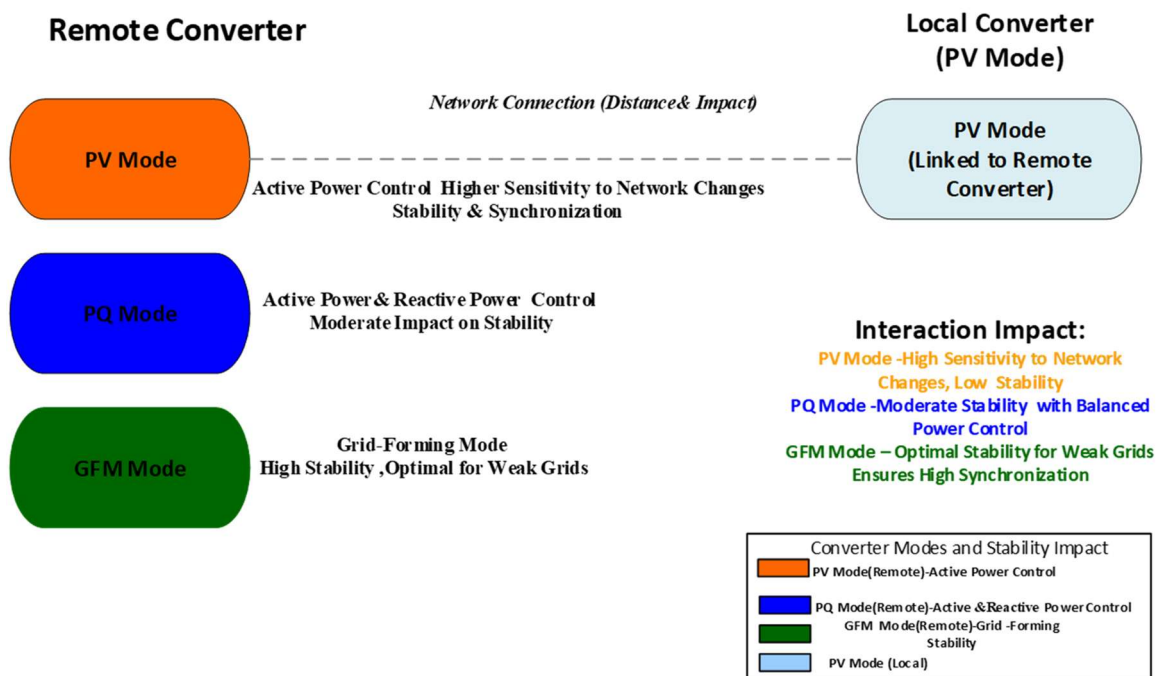 Remote Converter
Local Converter
(PV Mode)
Network Connection (Distance & Impact)
PV Mode
PV Mode
(Linked to Remote
Converter)
Active Power Control Higher Sensitivity to Network Changes
Stability & Synchronization
PQ Mode
Active Power & Reactive Power Control
Moderate Impact on Stability
Interaction Impact:
PV Mode -High Sensitivity to Network
Changes, Low Stability
PQ Mode -Moderate Stability with Balanced
Power Control
GFM Mode – Optimal Stability for Weak Grids
Ensures High Synchronization
GFM Mode
Grid-Forming Mode
High Stability ,Optimal for Weak Grids
Converter Modes and Stability Impact
PV Mode(Remote)-Active Power Control
PQ Mode(Remote)-Active &Reactive Power Control
GFM Mode(Remote)-Grid -Forming
Stability
PV Mode (Local)